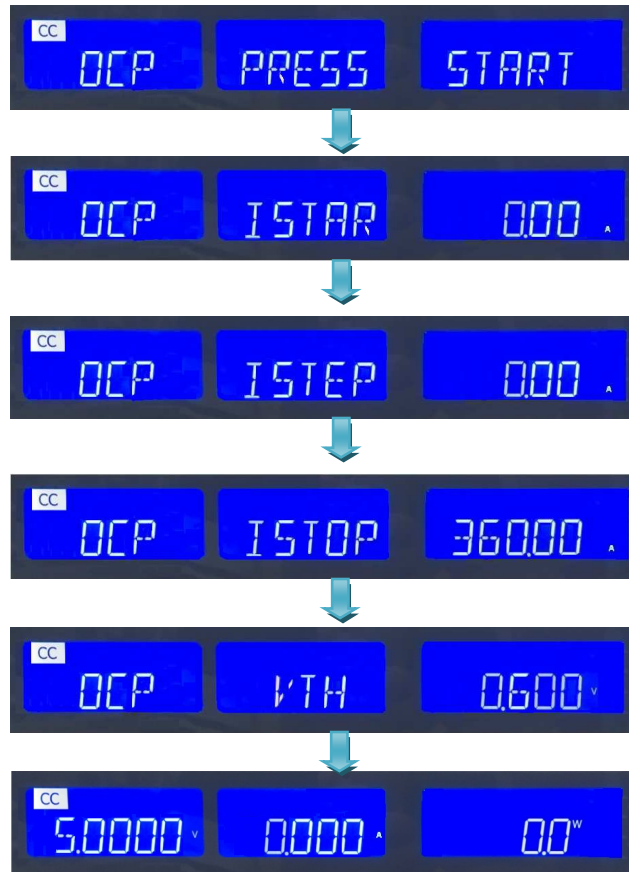 CC
OCP PRESS START
CC
OCP ISTAR 0.00 A
CC
OCP ISTEP 0.00 A
CC
OCP ISTOP 360.00 A
CC
OCP VTH 0.600 V
CC
5.0000 V 0.000 A 0.0 W